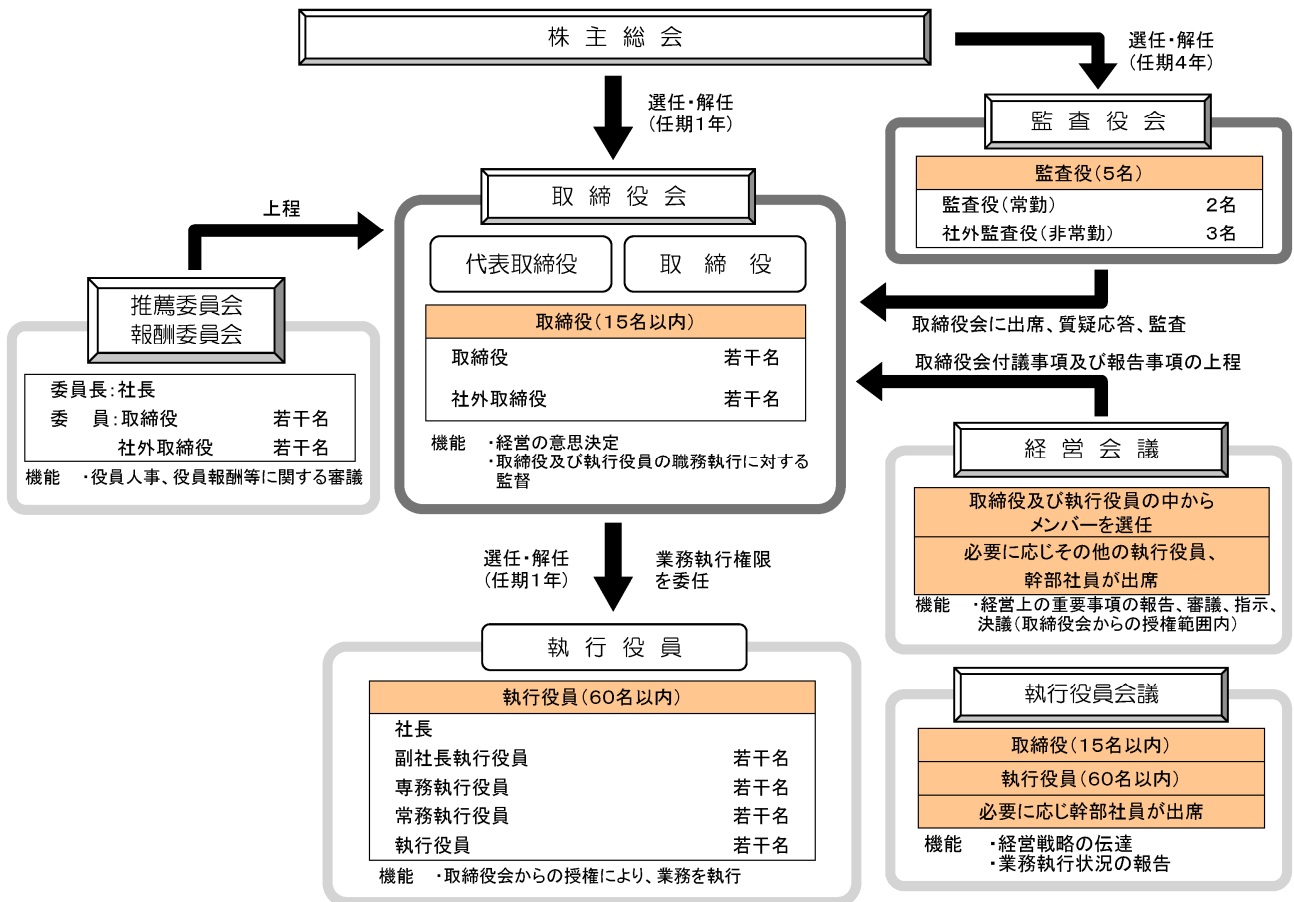 株主総会
選任・解任
(任期4年)
選任・解任
(任期1年)
監査役会
監査役(5名)
監査役(常勤) 2名
社外監査役(非常勤) 3名
取締役会
代表取締役 取締役
取締役(15名以内)
取締役 若干名
社外取締役 若干名
機能 ・経営の意思決定
・取締役及び執行役員の職務執行に対する
監督
上程
推薦委員会
報酬委員会
委員長:社長
委 員:取締役 若干名
社外取締役 若干名
機能 ・役員人事、役員報酬等に関する審議
取締役会に出席、質疑応答、監査
取締役会付議事項及び報告事項の上程
経営会議
取締役及び執行役員の中から
メンバーを選任
必要に応じその他の執行役員、
幹部社員が出席
機能 ・経営上の重要事項の報告、審議、指示、
決議(取締役会からの授権範囲内)
選任・解任
(任期1年)
業務執行権限
を委任
執行役員
執行役員(60名以内)
社長
副社長執行役員 若干名
専務執行役員 若干名
常務執行役員 若干名
執行役員 若干名
機能 ・取締役会からの授権により、業務を執行
執行役員会議
取締役(15名以内)
執行役員(60名以内)
必要に応じ幹部社員が出席
機能 ・経営戦略の伝達
・業務執行状況の報告